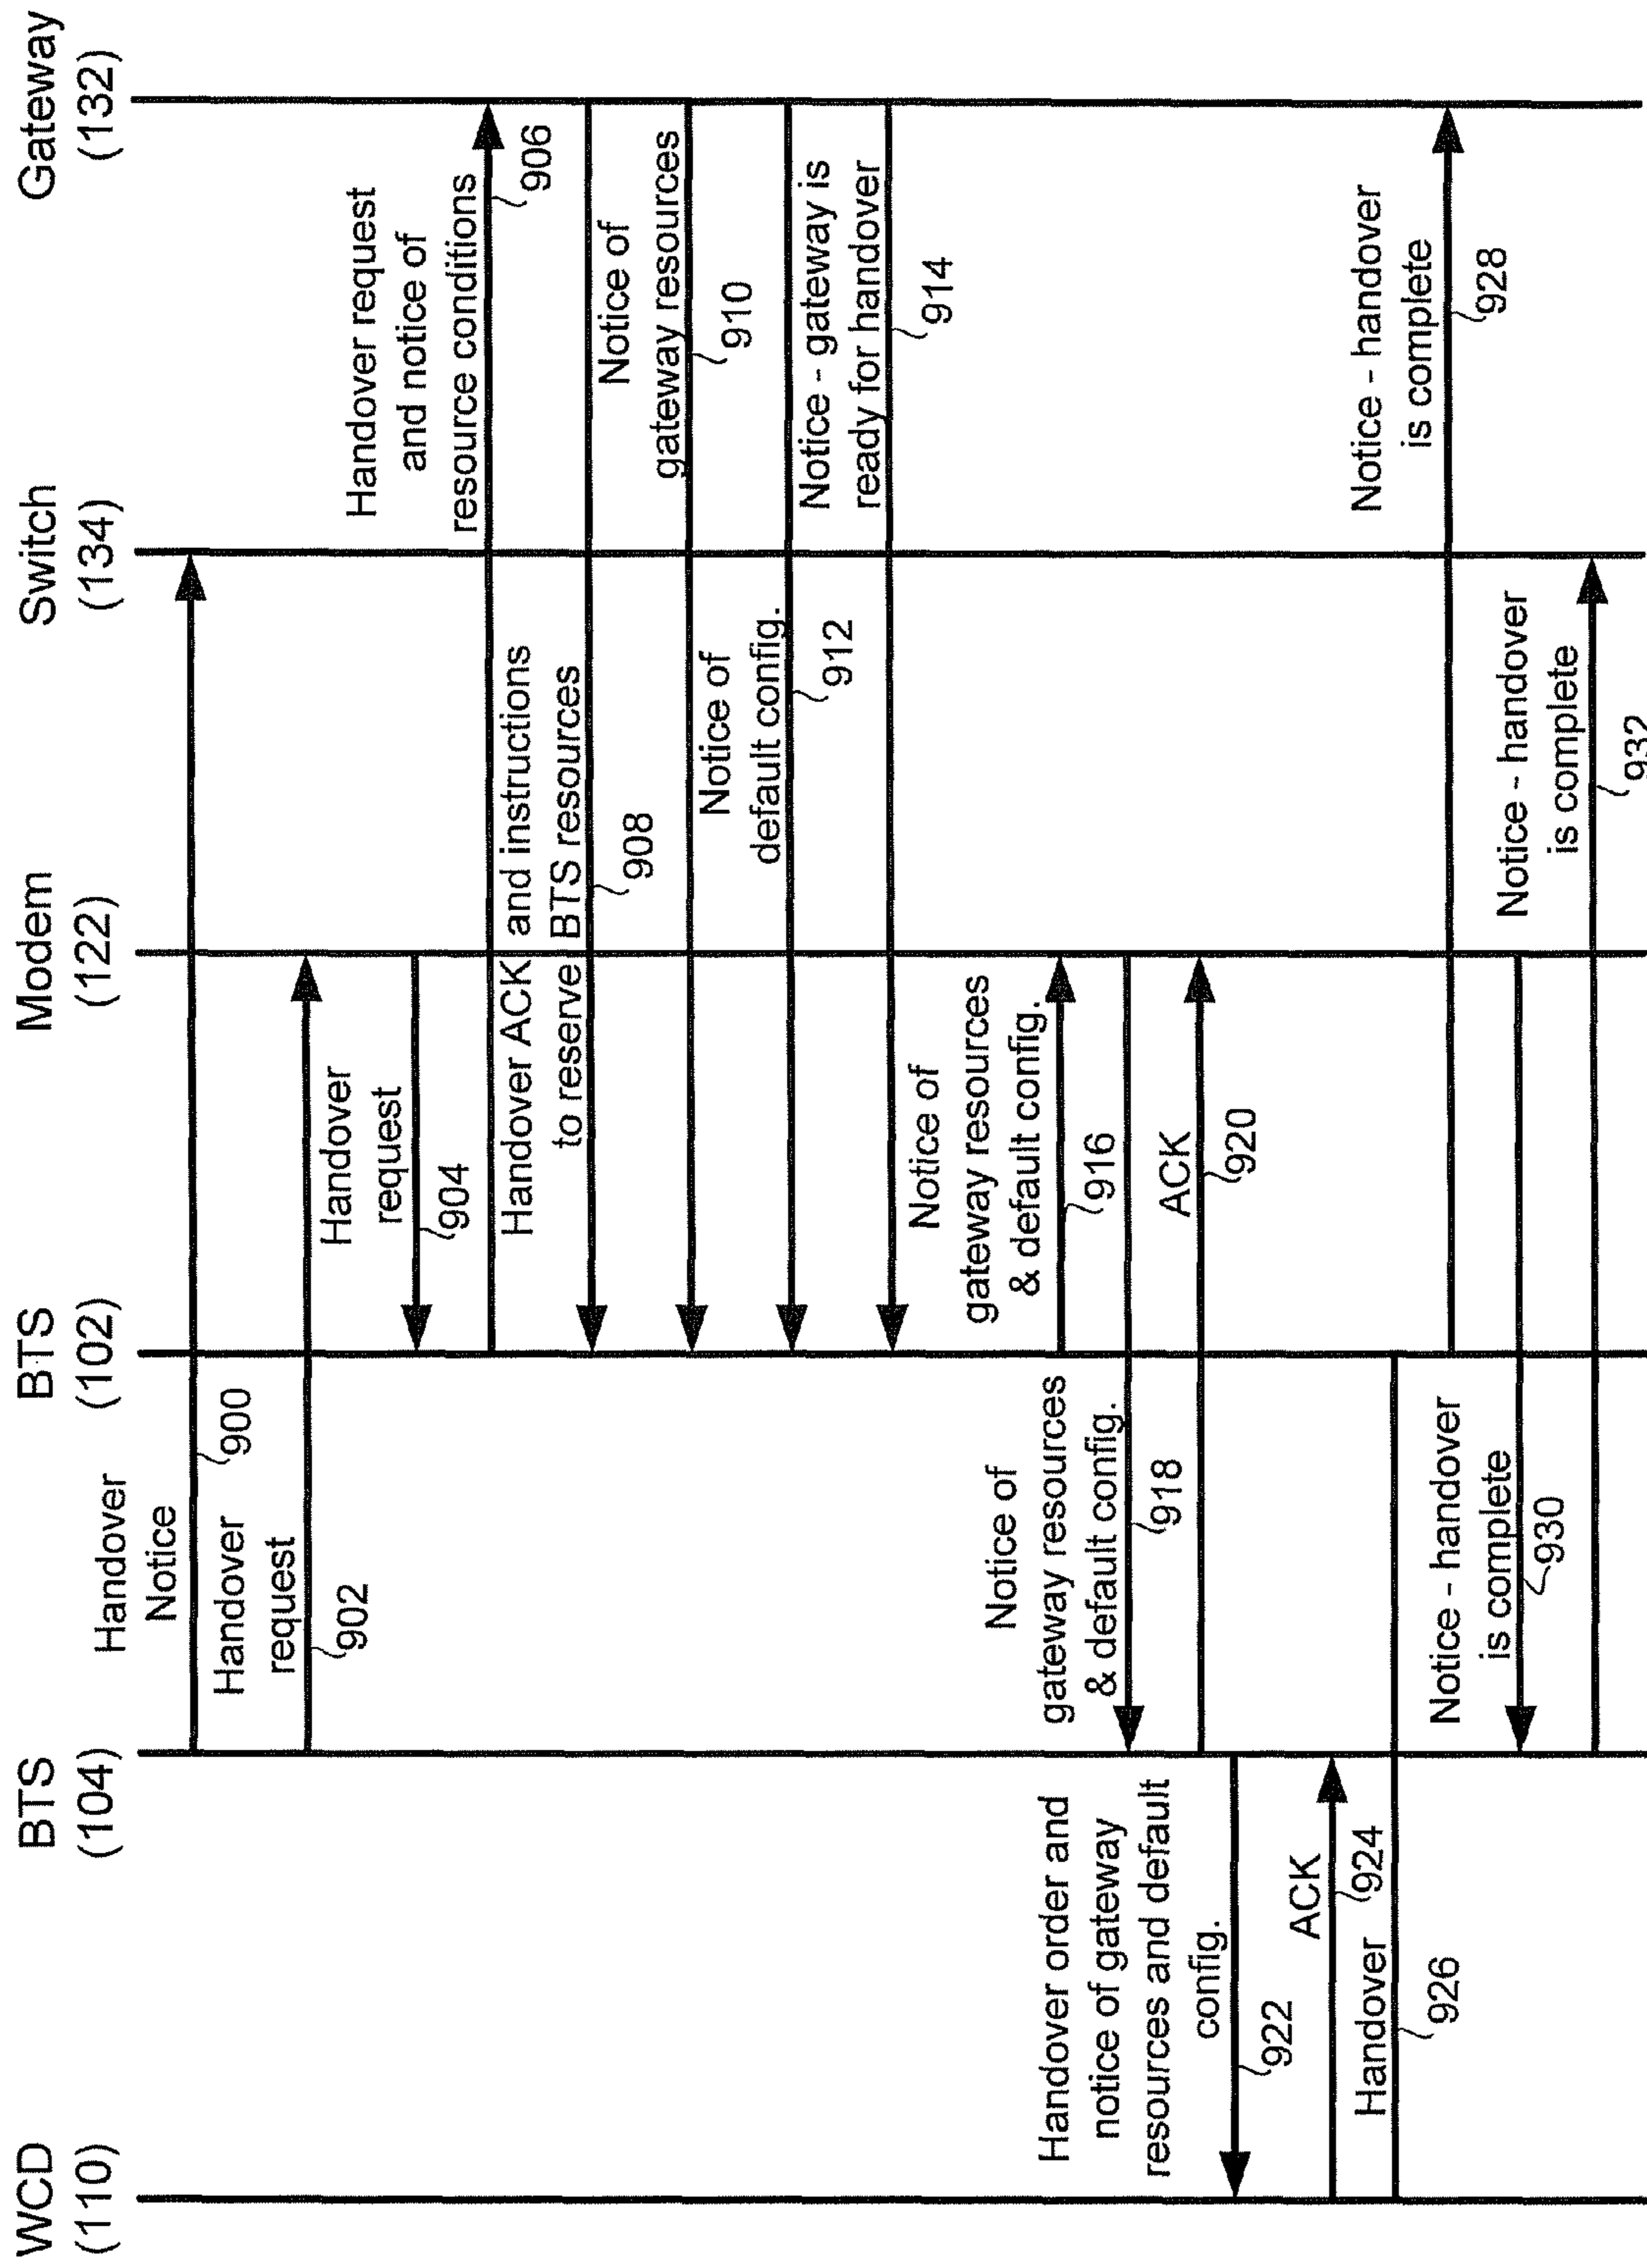 WCD
(110)
BTS
(104)
BTS
(102)
Modem
(122)
Switch
(134)
Gateway
(132)
Handover
Notice
900
Handover
request
902
Handover
request
904
Handover request
and notice of
resource conditions
906
Handover ACK and instructions
to reserve BTS resources
908
Notice of
gateway resources
910
Notice of
default config.
912
Notice - gateway is
ready for handover
914
Notice of
gateway resources
& default config.
916
Notice of
gateway resources
& default config.
918
ACK
920
Handover order and
notice of gateway
resources and default
config.
922
ACK
924
Handover
926
Notice - handover
is complete
928
Notice - handover
is complete
930
Notice - handover
is complete
932